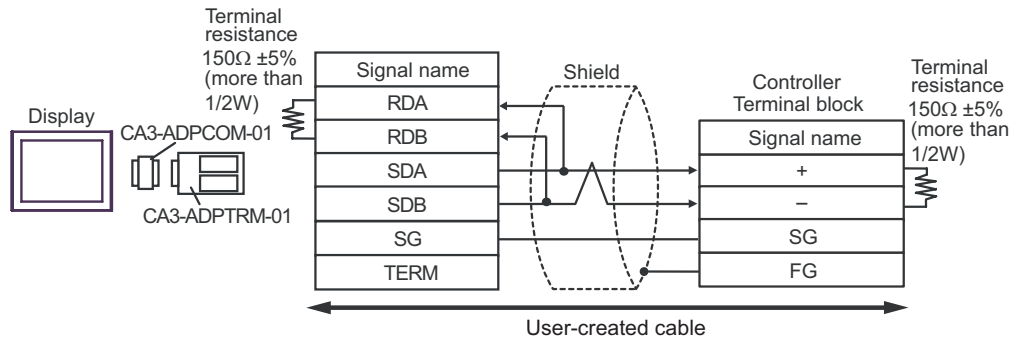 Terminal
resistance
150Ω ±5%
(more than
1/2W)
Display
CA3-ADPCOM-01
CA3-ADPTRM-01
Signal name
RDA
RDB
SDA
SDB
SG
TERM
Shield
Controller
Terminal block
Signal name
+
–
SG
FG
Terminal
resistance
150Ω ±5%
(more than
1/2W)
User-created cable